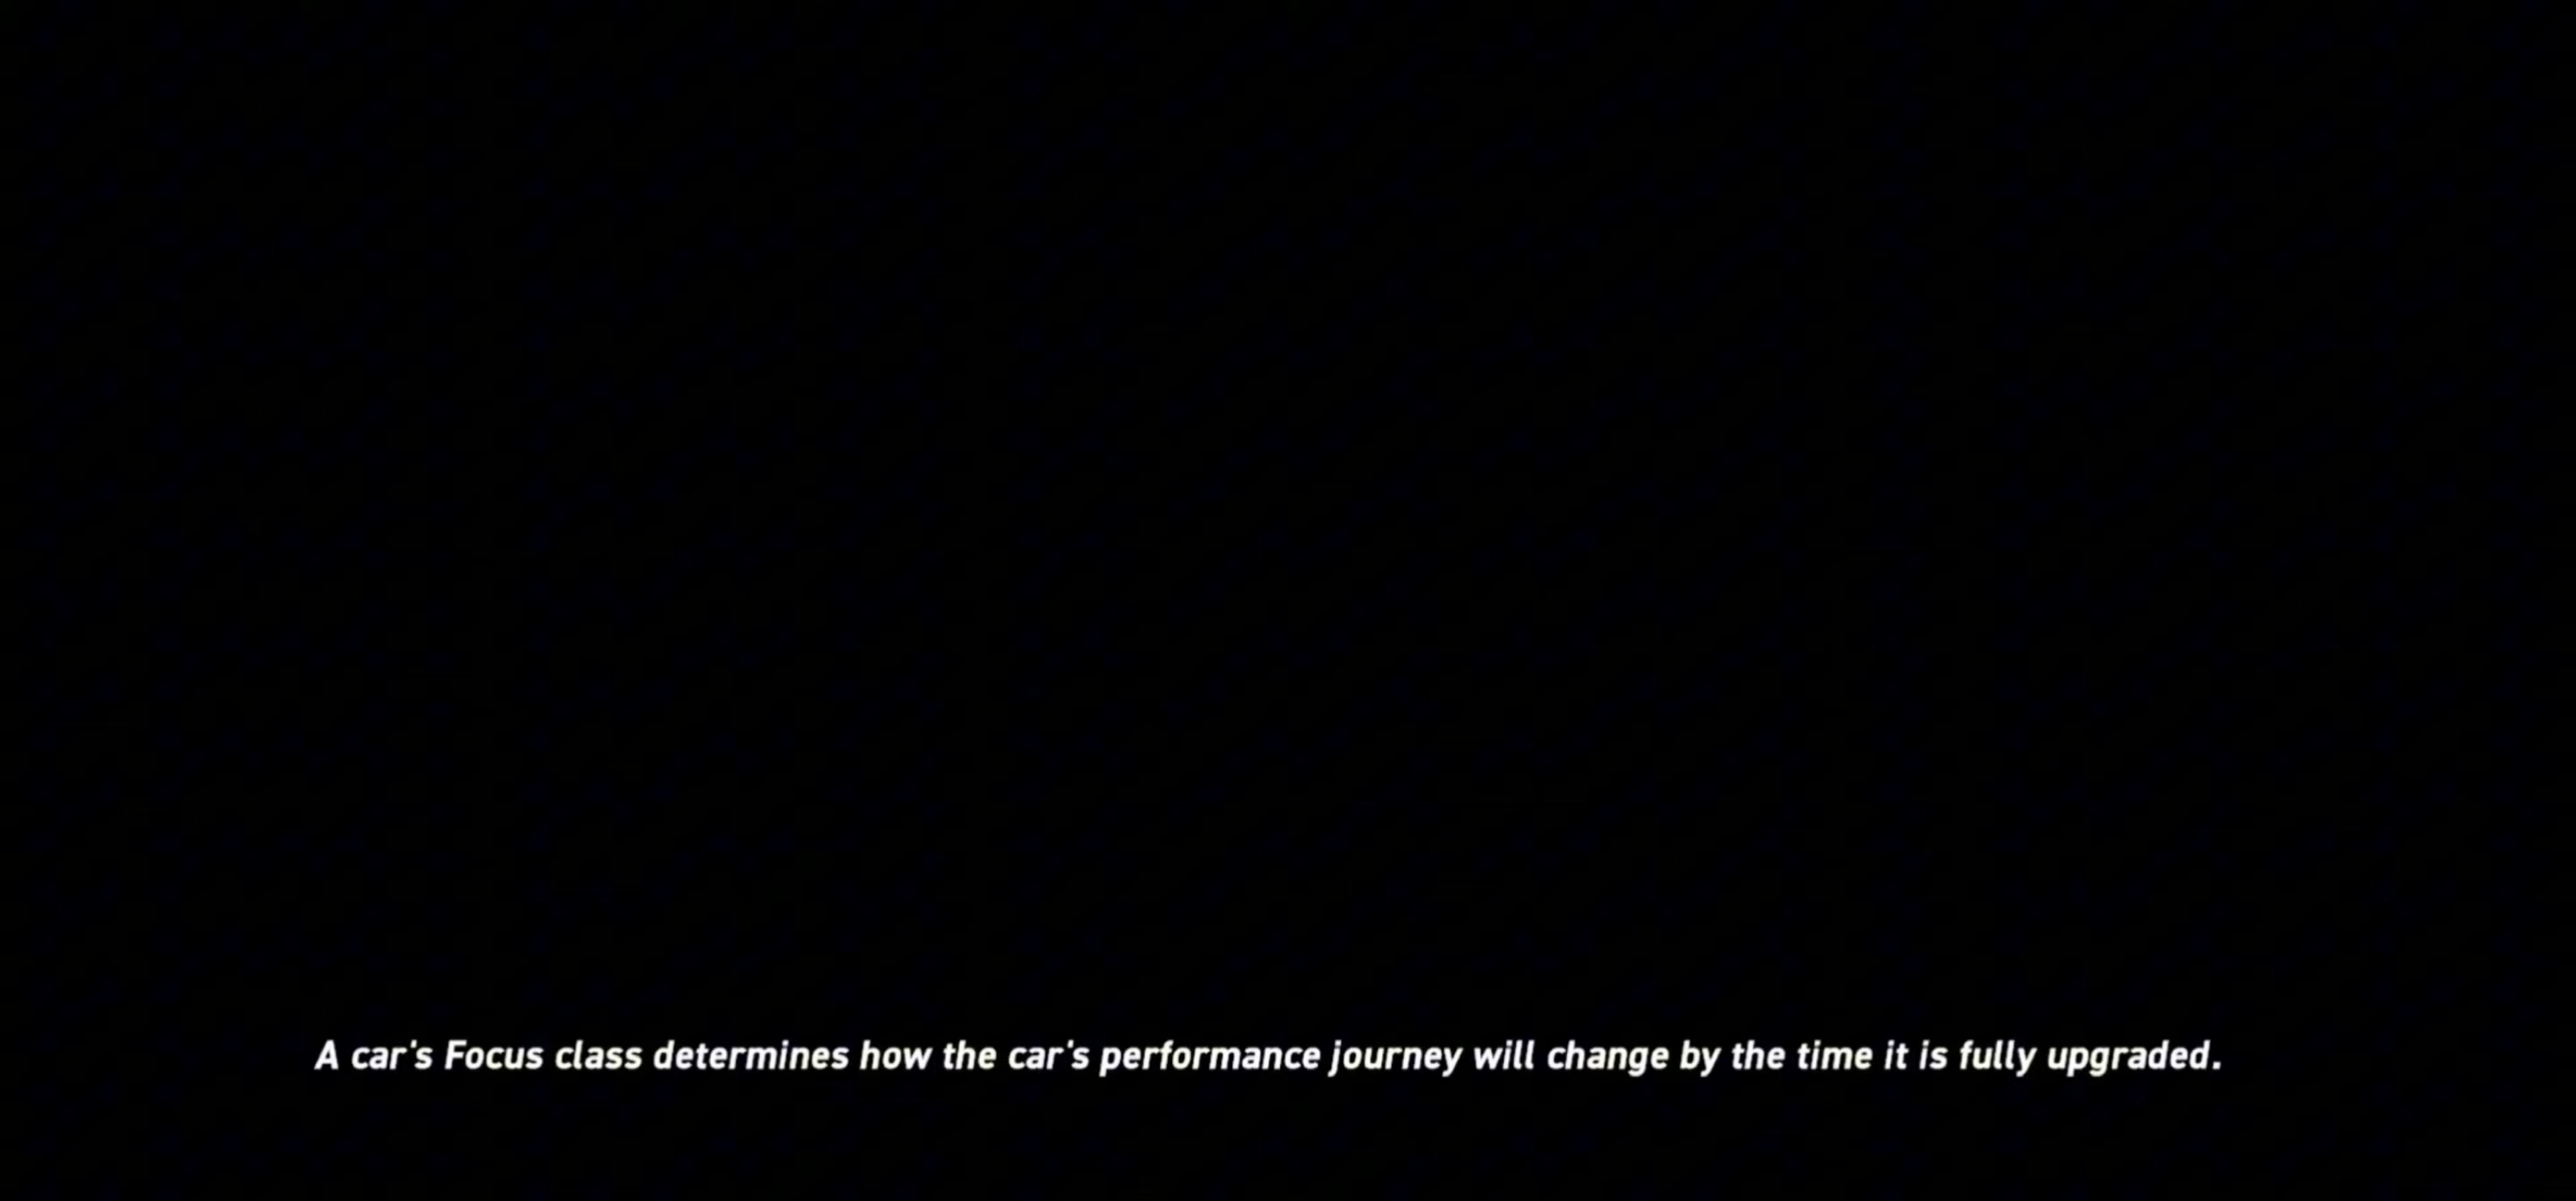 A car's Focus class determines how the car's performance journey will change by the time it is fully upgraded.